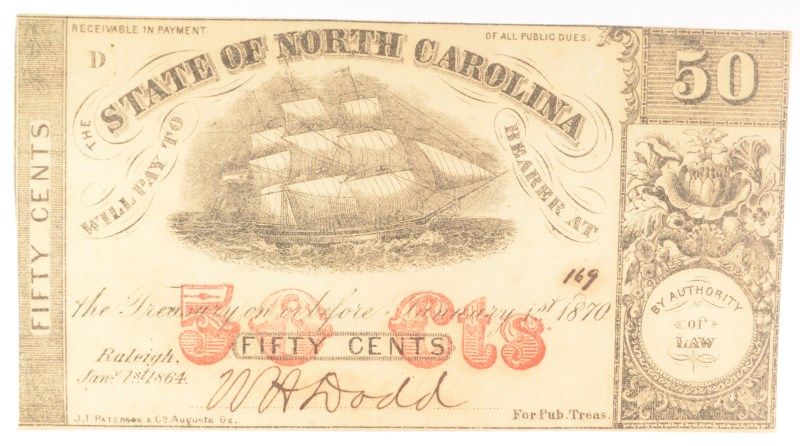 RECEIVABLE IN PAYMENT OF ALL PUBLIC DUES.
D
50
THE STATE OF NORTH CAROLINA
WILL PAY TO BEARER AT
FIFTY CENTS
169
the Treasury on or before January 1st 1870
50 Cts
FIFTY CENTS
BY AUTHORITY
of
LAW
Raleigh,
Jany 1st 1864.
W H Dodd
For Pub. Treas.
J.T. PATERSON & Co Augusta Ga.